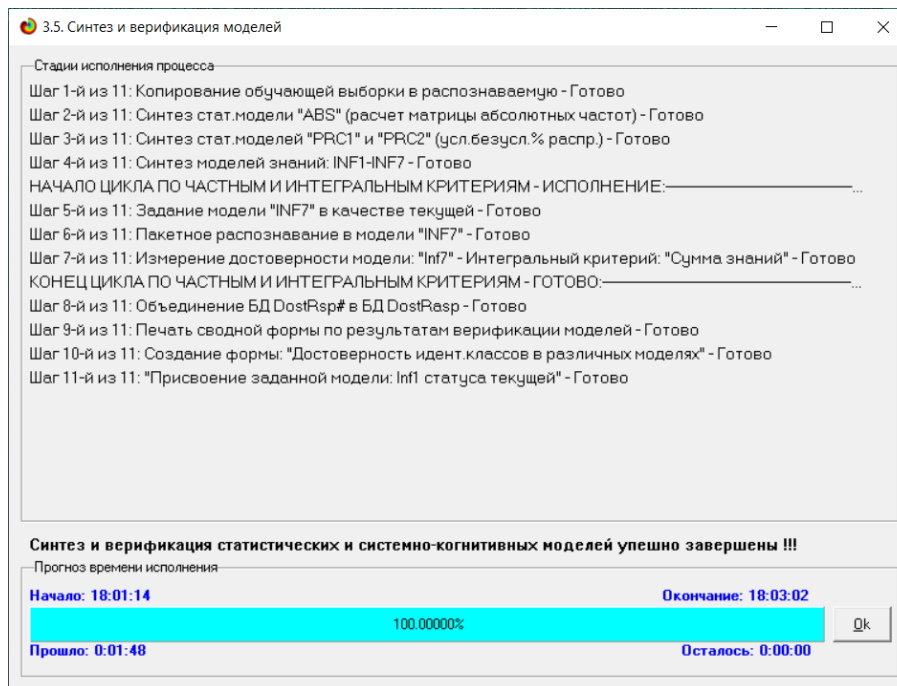 3.5. Синтез и верификация моделей
Стадии исполнения процесса
Шаг 1-й из 11: Копирование обучающей выборки в распознаваемую - Готово
Шаг 2-й из 11: Синтез стат.модели "ABS" (расчет матрицы абсолютных частот) - Готово
Шаг 3-й из 11: Синтез стат.моделей "PRC1" и "PRC2" (усл.безусл.% распр.) - Готово
Шаг 4-й из 11: Синтез моделей знаний: INF1-INF7 - Готово
НАЧАЛО ЦИКЛА ПО ЧАСТНЫМ И ИНТЕГРАЛЬНЫМ КРИТЕРИЯМ - ИСПОЛНЕНИЕ:————————————...
Шаг 5-й из 11: Задание модели "INF7" в качестве текущей - Готово
Шаг 6-й из 11: Пакетное распознавание в модели "INF7" - Готово
Шаг 7-й из 11: Измерение достоверности модели: "Inf7" - Интегральный критерий: "Сумма знаний" - Готово
КОНЕЦ ЦИКЛА ПО ЧАСТНЫМ И ИНТЕГРАЛЬНЫМ КРИТЕРИЯМ - ГОТОВО:————————————————...
Шаг 8-й из 11: Объединение БД DostRsp# в БД DostRasp - Готово
Шаг 9-й из 11: Печать сводной формы по результатам верификации моделей - Готово
Шаг 10-й из 11: Создание формы: "Достоверность идент.классов в различных моделях" - Готово
Шаг 11-й из 11: "Присвоение заданной модели: Inf1 статуса текущей" - Готово
Синтез и верификация статистических и системно-когнитивных моделей упешно завершены !!!
Прогноз времени исполнения
Начало: 18:01:14 Окончание: 18:03:02
100.00000% Ok
Прошло: 0:01:48 Осталось: 0:00:00